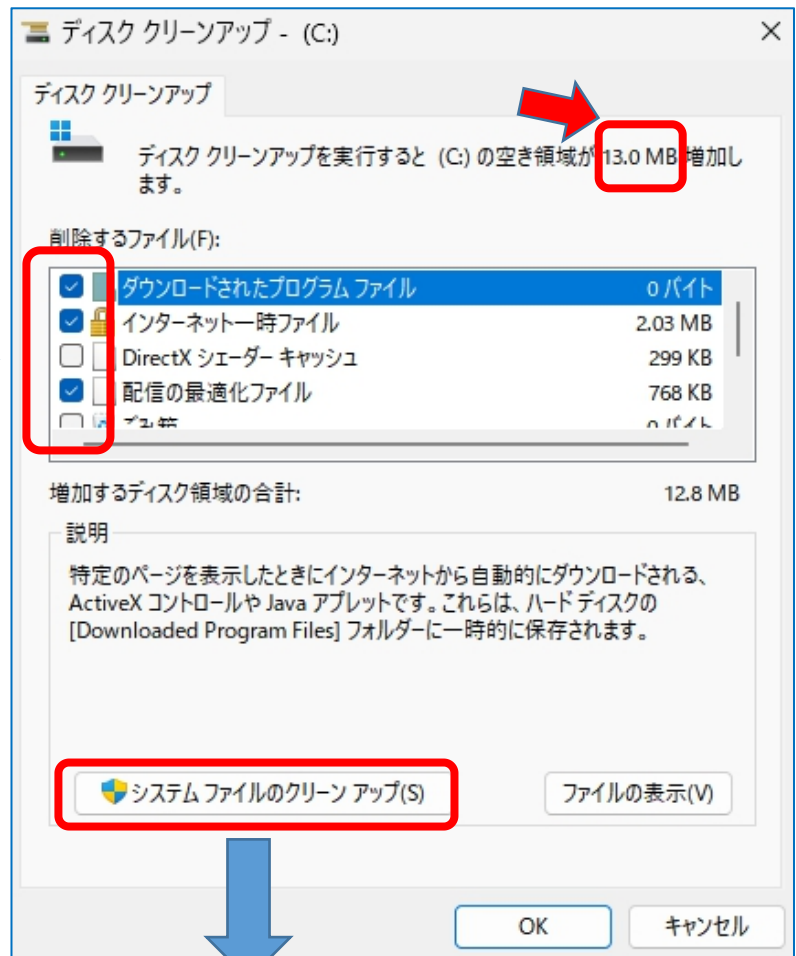 ディスク クリーンアップ - (C:)
ディスク クリーンアップ
ディスク クリーンアップを実行すると (C:) の空き領域が 13.0 MB 増加し
ます。
削除するファイル(F):
ダウンロードされたプログラム ファイル 0 バイト
インターネット一時ファイル 2.03 MB
DirectX シェーダー キャッシュ 299 KB
配信の最適化ファイル 768 KB
ごみ箱 0 バイト
増加するディスク領域の合計: 12.8 MB
説明
特定のページを表示したときにインターネットから自動的にダウンロードされる、
ActiveX コントロールや Java アプレットです。これらは、ハード ディスクの
[Downloaded Program Files] フォルダーに一時的に保存されます。
システム ファイルのクリーン アップ(S) ファイルの表示(V)
OK キャンセル